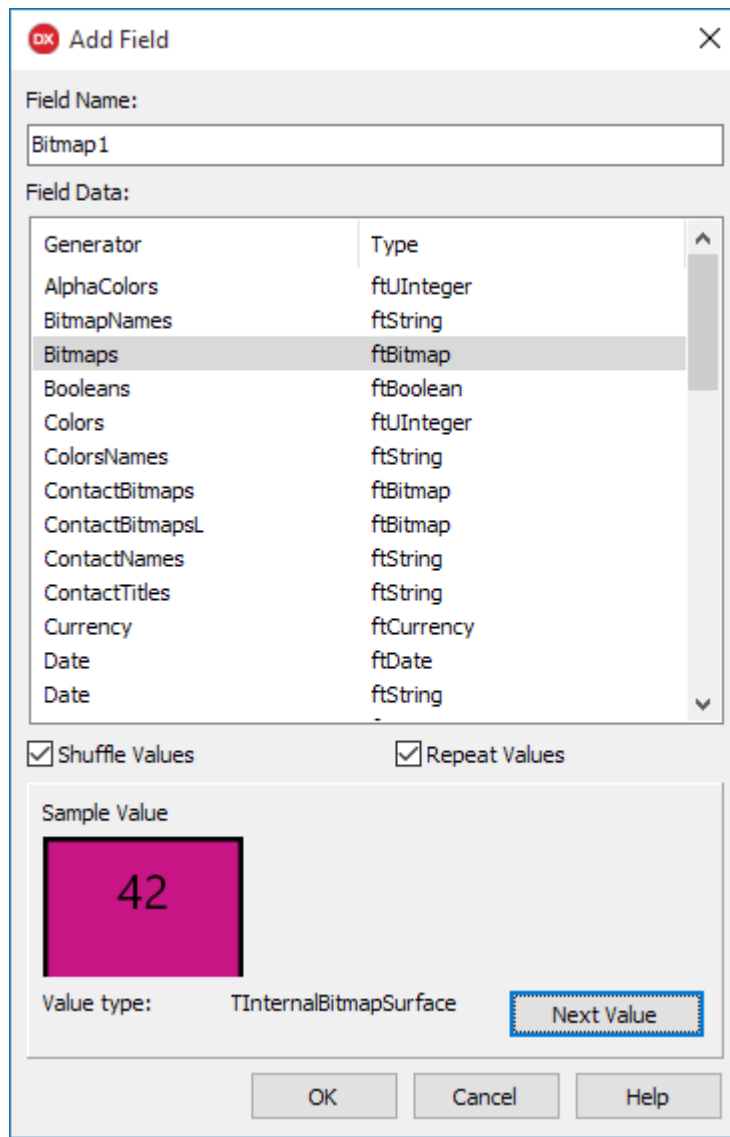 DX Add Field
Field Name:
Bitmap1
Field Data:
Generator Type
AlphaColors ftUInteger
BitmapNames ftString
Bitmaps ftBitmap
Booleans ftBoolean
Colors ftUInteger
ColorsNames ftString
ContactBitmaps ftBitmap
ContactBitmapsL ftBitmap
ContactNames ftString
ContactTitles ftString
Currency ftCurrency
Date ftDate
Date ftString
Shuffle Values Repeat Values
Sample Value
42
Value type: TInternalBitmapSurface Next Value
OK Cancel Help